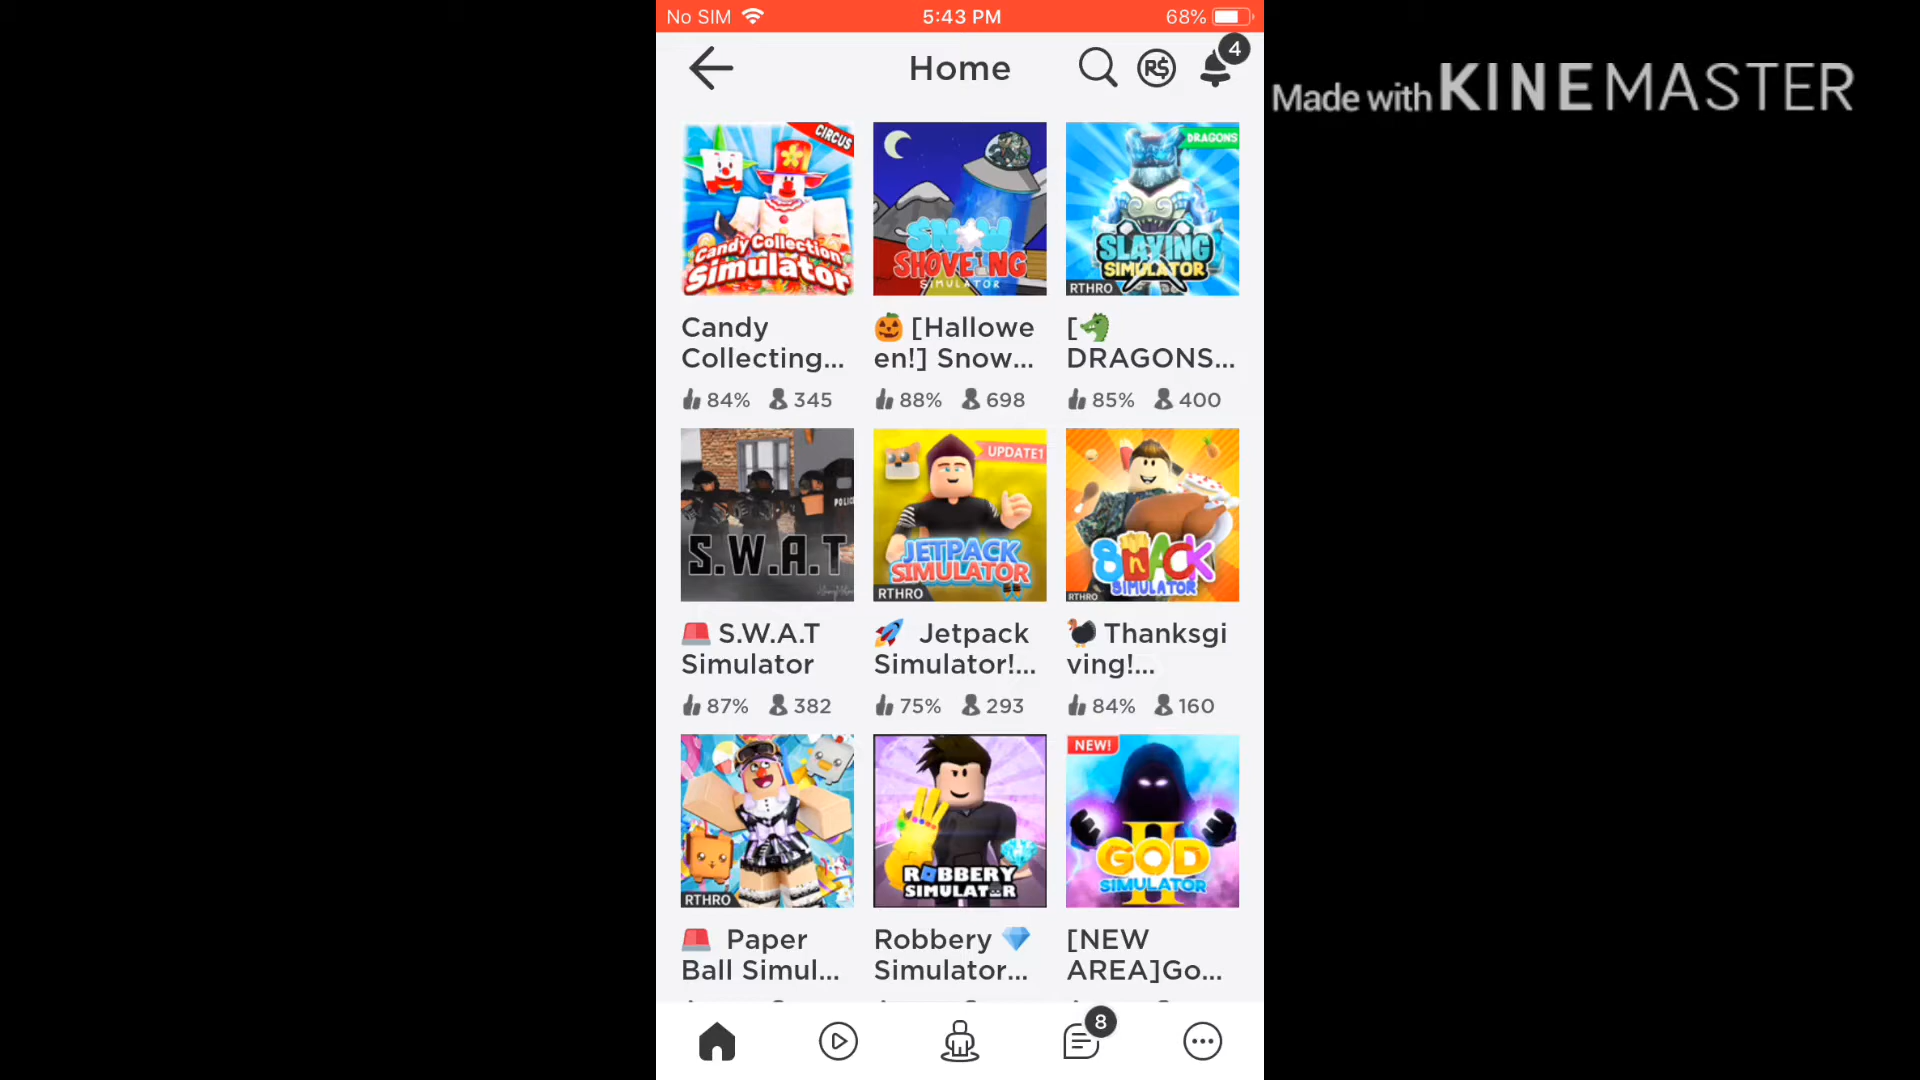 No SIM 5:43 PM 68%
Home R$ 4
Made with KINEMASTER
CIRCUS
Candy Collection
Simulator
SNOW
SHOVELING
SIMULATOR
DRAGONS
SLAYING
SIMULATOR
RTHRO
Candy
Collecting...
84% 345
🎃 [Hallowe
en!] Snow...
88% 698
[🐉
DRAGONS...
85% 400
POLIC
S.W.A.T
UPDATE1
JETPACK
SIMULATOR
RTHRO
SNACK
SIMULATOR
RTHRO
🚨 S.W.A.T
Simulator
87% 382
🚀 Jetpack
Simulator!...
75% 293
🦃 Thanksgi
ving!...
84% 160
RTHRO
ROBBERY
SIMULATOR
NEW!
II
GOD
SIMULATOR
🚨 Paper
Ball Simul...
Robbery 💎
Simulator...
[NEW
AREA]Go...
8